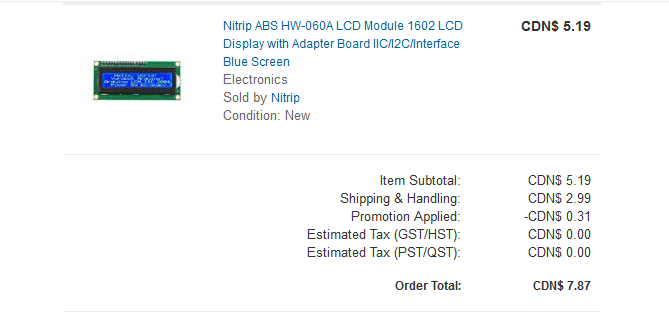 Nitrip ABS HW-060A LCD Module 1602 LCD
CDN$ 5.19
Display with Adapter Board IIC/I2C/Interface
Blue Screen
Electronics
Sold by Nitrip
Condition: New
Item Subtotal: CDN$ 5.19
Shipping & Handling: CDN$ 2.99
Promotion Applied: -CDN$ 0.31
Estimated Tax (GST/HST): CDN$ 0.00
Estimated Tax (PST/QST): CDN$ 0.00
Order Total: CDN$ 7.87